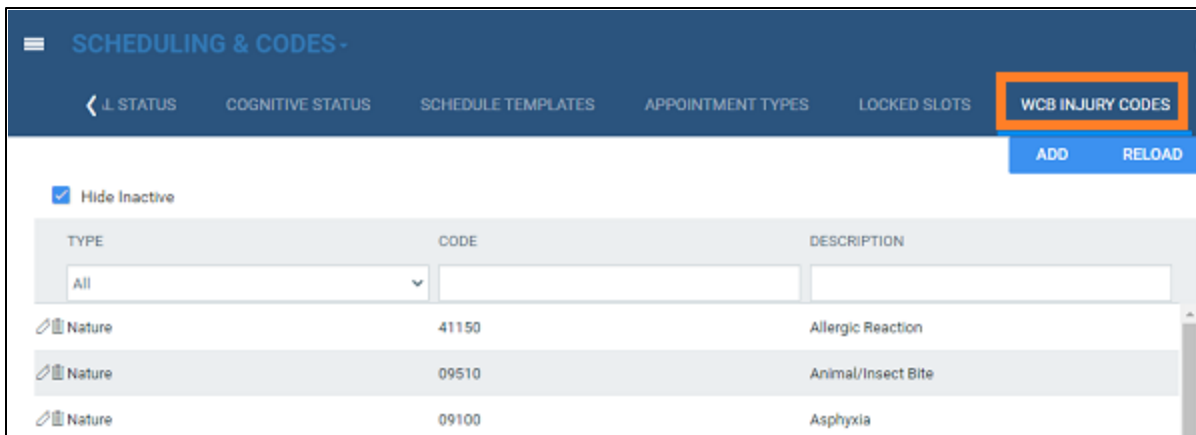 SCHEDULING & CODES
L STATUS COGNITIVE STATUS SCHEDULE TEMPLATES APPOINTMENT TYPES LOCKED SLOTS WCB INJURY CODES
ADD RELOAD
Hide Inactive
TYPE CODE DESCRIPTION
All
Nature 41150 Allergic Reaction
Nature 09510 Animal/Insect Bite
Nature 09100 Asphyxia